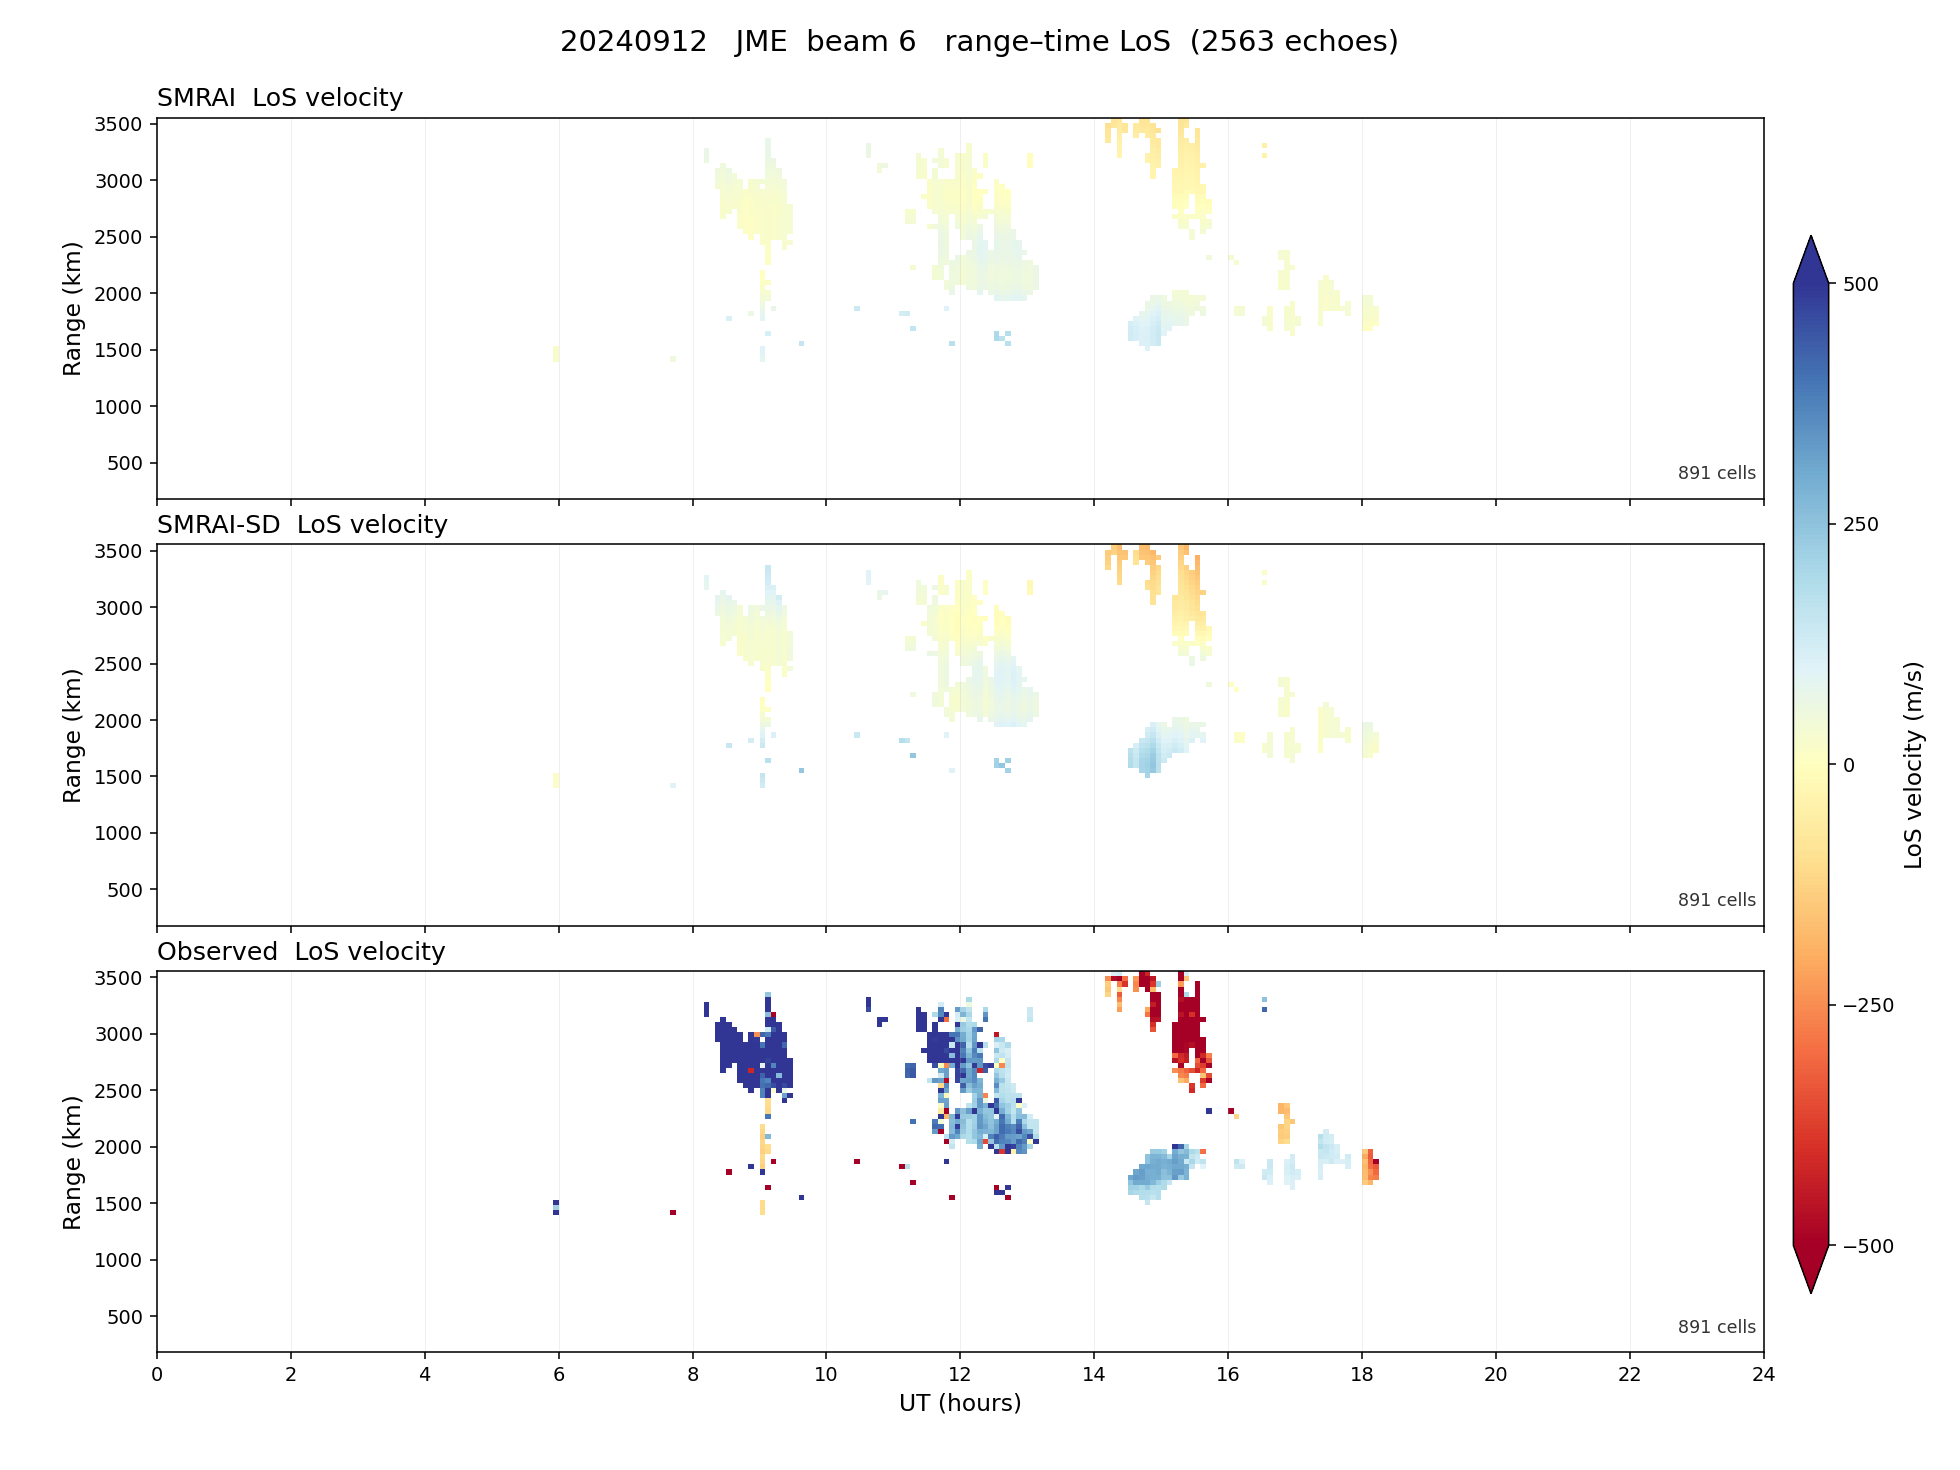 20240912 JME beam 6 range–time LoS (2563 echoes)
SMRAI LoS velocity
3500
3000
2500
2000
1500
1000
500
Range (km)
891 cells
SMRAI-SD LoS velocity
3500
3000
2500
2000
1500
1000
500
Range (km)
891 cells
Observed LoS velocity
3500
3000
2500
2000
1500
1000
500
Range (km)
891 cells
0 2 4 6 8 10 12 14 16 18 20 22 24
UT (hours)
500
250
0
−250
−500
LoS velocity (m/s)